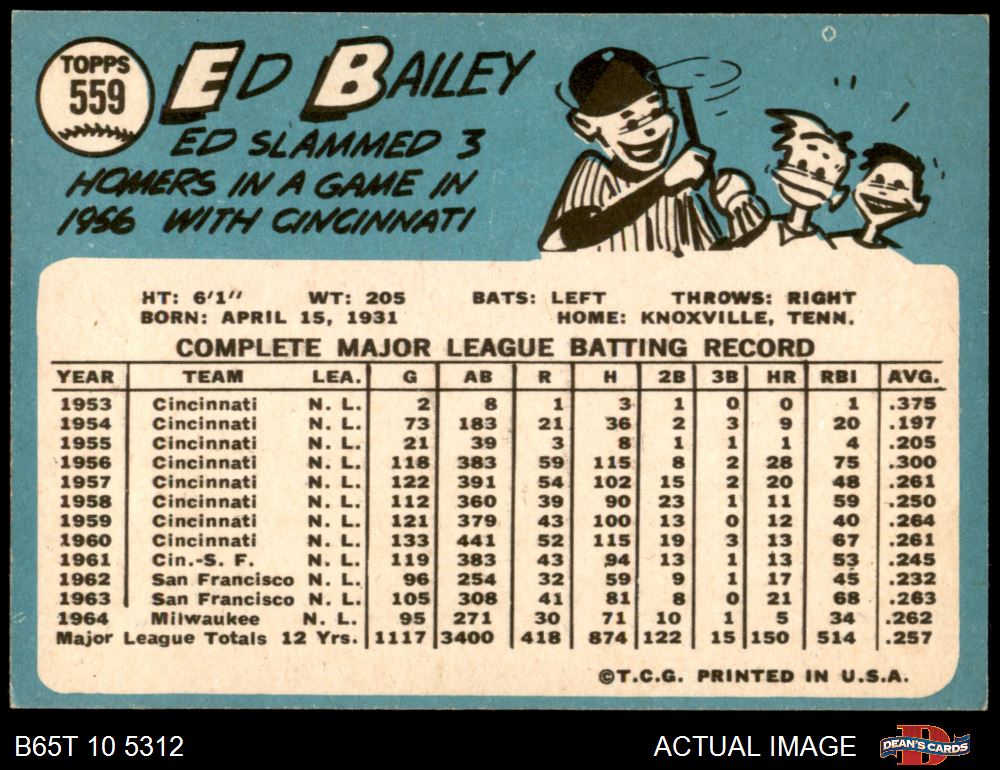 TOPPS
559
ED BAILEY
ED SLAMMED 3
HOMERS IN A GAME IN
1956 WITH CINCINNATI
HT: 6'1" WT: 205 BATS: LEFT THROWS: RIGHT
BORN: APRIL 15, 1931 HOME: KNOXVILLE, TENN.
COMPLETE MAJOR LEAGUE BATTING RECORD
YEAR TEAM LEA. G AB R H 2B 3B HR RBI AVG.
1953 Cincinnati N. L. 2 8 1 3 1 0 0 1 .375
1954 Cincinnati N. L. 73 183 21 36 2 3 9 20 .197
1955 Cincinnati N. L. 21 39 3 8 1 1 1 4 .205
1956 Cincinnati N. L. 118 383 59 115 8 2 28 75 .300
1957 Cincinnati N. L. 122 391 54 102 15 2 20 48 .261
1958 Cincinnati N. L. 112 360 39 90 23 1 11 59 .250
1959 Cincinnati N. L. 121 379 43 100 13 0 12 40 .264
1960 Cincinnati N. L. 133 441 52 115 19 3 13 67 .261
1961 Cin.-S. F. N. L. 119 383 43 94 13 1 13 53 .245
1962 San Francisco N. L. 96 254 32 59 9 1 17 45 .232
1963 San Francisco N. L. 105 308 41 81 8 0 21 68 .263
1964 Milwaukee N. L. 95 271 30 71 10 1 5 34 .262
Major League Totals 12 Yrs. 1117 3400 418 874 122 15 150 514 .257
©T.C.G. PRINTED IN U.S.A.
B65T 10 5312 ACTUAL IMAGE DEAN'S CARDS